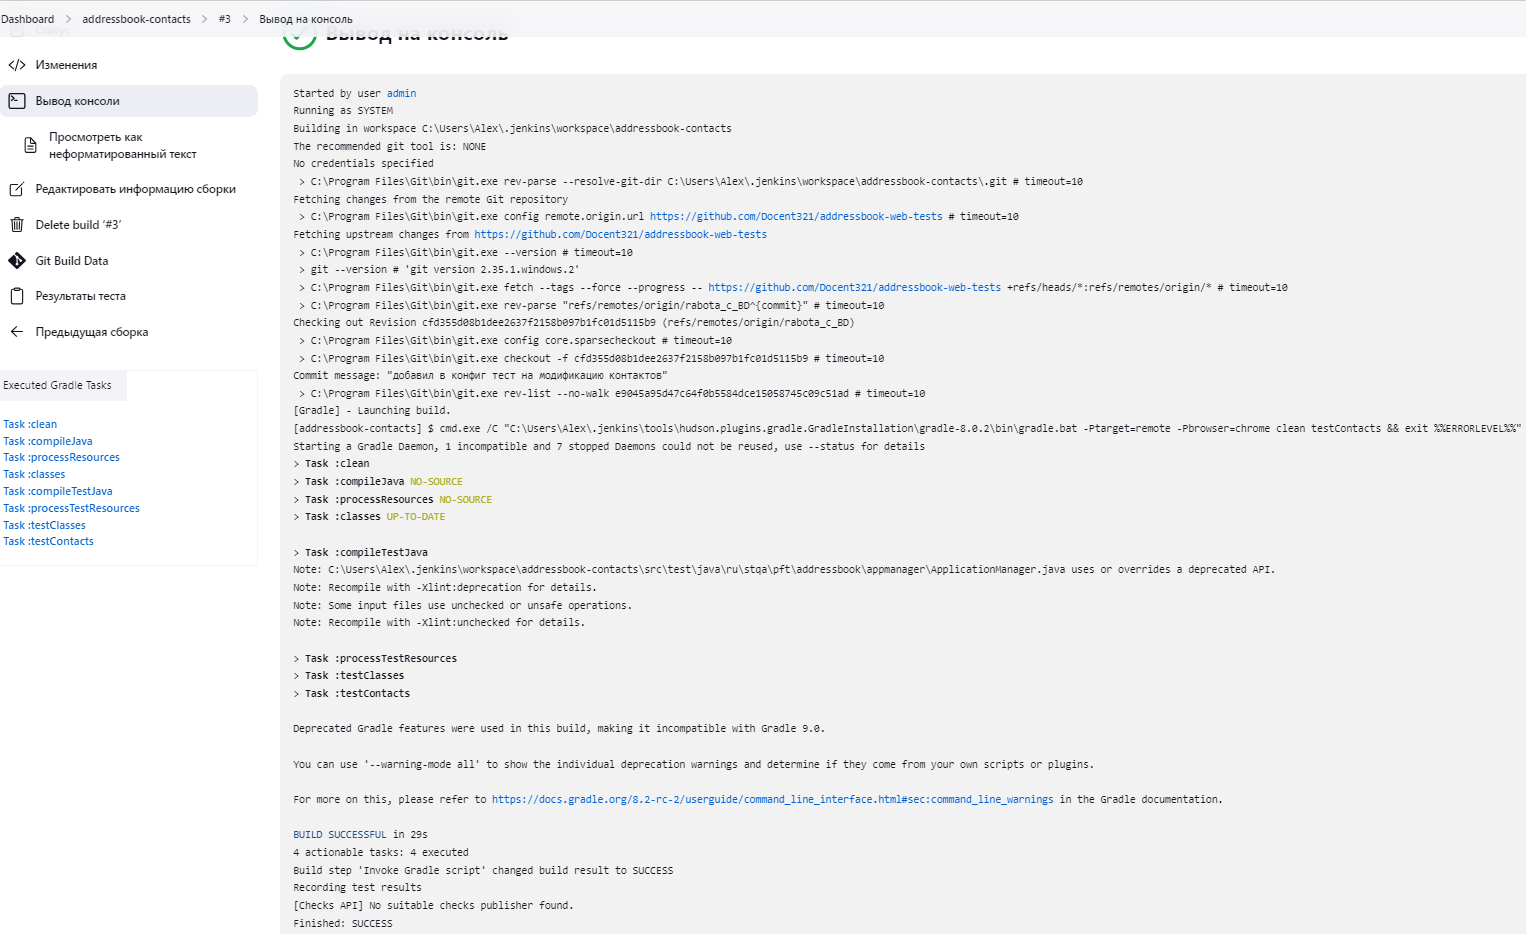 Dashboard > addressbook-contacts > #3 > Вывод на консоль
Статус
Изменения
Вывод консоли
Просмотреть как
неформатированный текст
Редактировать информацию сборки
Delete build ‘#3’
Git Build Data
Результаты теста
Предыдущая сборка
Executed Gradle Tasks
Task :clean
Task :compileJava
Task :processResources
Task :classes
Task :compileTestJava
Task :processTestResources
Task :testClasses
Task :testContacts
Вывод на консоль
Started by user admin
Running as SYSTEM
Building in workspace C:\Users\Alex\.jenkins\workspace\addressbook-contacts
The recommended git tool is: NONE
No credentials specified
 > C:\Program Files\Git\bin\git.exe rev-parse --resolve-git-dir C:\Users\Alex\.jenkins\workspace\addressbook-contacts\.git # timeout=10
Fetching changes from the remote Git repository
 > C:\Program Files\Git\bin\git.exe config remote.origin.url https://github.com/Docent321/addressbook-web-tests # timeout=10
Fetching upstream changes from https://github.com/Docent321/addressbook-web-tests
 > C:\Program Files\Git\bin\git.exe --version # timeout=10
 > git --version # 'git version 2.35.1.windows.2'
 > C:\Program Files\Git\bin\git.exe fetch --tags --force --progress -- https://github.com/Docent321/addressbook-web-tests +refs/heads/*:refs/remotes/origin/* # timeout=10
 > C:\Program Files\Git\bin\git.exe rev-parse "refs/remotes/origin/rabota_c_BD^{commit}" # timeout=10
Checking out Revision cfd355d08b1dee2637f2158b097b1fc01d5115b9 (refs/remotes/origin/rabota_c_BD)
 > C:\Program Files\Git\bin\git.exe config core.sparsecheckout # timeout=10
 > C:\Program Files\Git\bin\git.exe checkout -f cfd355d08b1dee2637f2158b097b1fc01d5115b9 # timeout=10
Commit message: "добавил в конфиг тест на модификацию контактов"
 > C:\Program Files\Git\bin\git.exe rev-list --no-walk e9045a95d47c64f0b5584dce15058745c09c51ad # timeout=10
[Gradle] - Launching build.
[addressbook-contacts] $ cmd.exe /C "C:\Users\Alex\.jenkins\tools\hudson.plugins.gradle.GradleInstallation\gradle-8.0.2\bin\gradle.bat -Ptarget=remote -Pbrowser=chrome clean testContacts && exit %%ERRORLEVEL%%"
Starting a Gradle Daemon, 1 incompatible and 7 stopped Daemons could not be reused, use --status for details
> Task :clean
> Task :compileJava NO-SOURCE
> Task :processResources NO-SOURCE
> Task :classes UP-TO-DATE
> Task :compileTestJava
Note: C:\Users\Alex\.jenkins\workspace\addressbook-contacts\src\test\java\ru\stqa\pft\addressbook\appmanager\ApplicationManager.java uses or overrides a deprecated API.
Note: Recompile with -Xlint:deprecation for details.
Note: Some input files use unchecked or unsafe operations.
Note: Recompile with -Xlint:unchecked for details.
> Task :processTestResources
> Task :testClasses
> Task :testContacts
Deprecated Gradle features were used in this build, making it incompatible with Gradle 9.0.
You can use '--warning-mode all' to show the individual deprecation warnings and determine if they come from your own scripts or plugins.
For more on this, please refer to https://docs.gradle.org/8.2-rc-2/userguide/command_line_interface.html#sec:command_line_warnings in the Gradle documentation.
BUILD SUCCESSFUL in 29s
4 actionable tasks: 4 executed
Build step 'Invoke Gradle script' changed build result to SUCCESS
Recording test results
[Checks API] No suitable checks publisher found.
Finished: SUCCESS